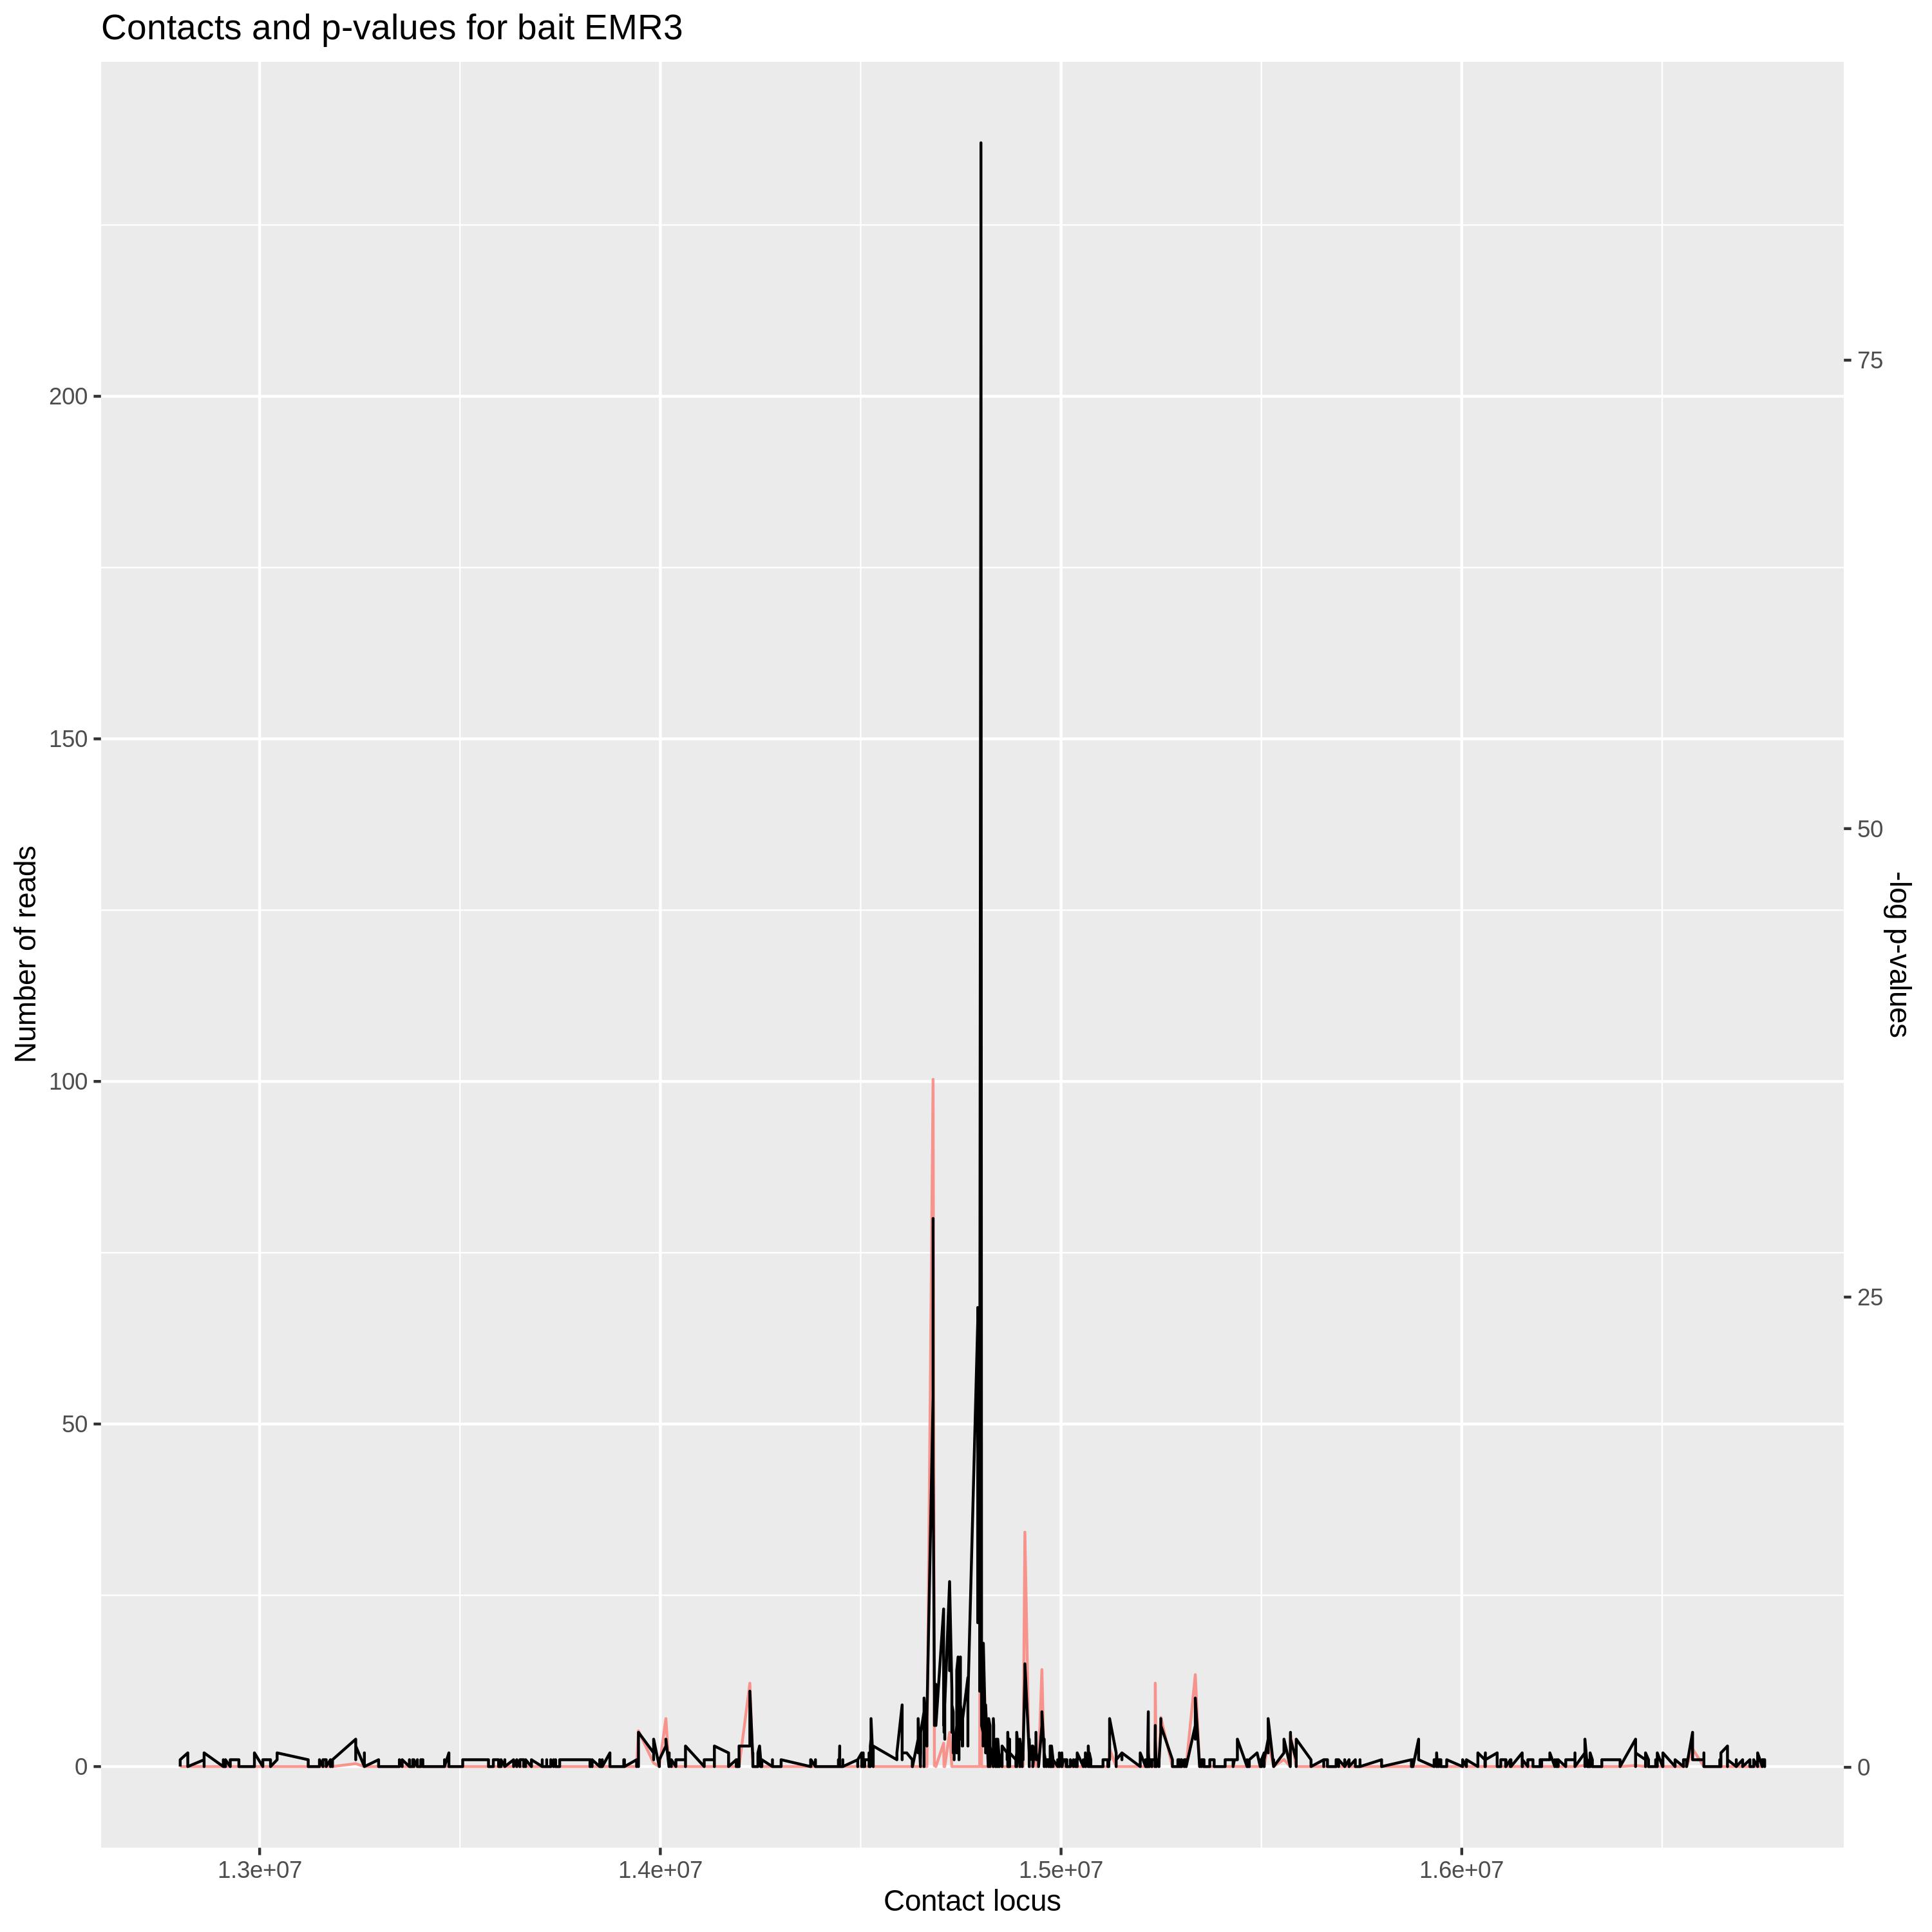 Contacts and p-values for bait EMR3
200
150
100
50
0
Number of reads
75
50
25
0
-log p-values
1.3e+07
1.4e+07
1.5e+07
1.6e+07
Contact locus